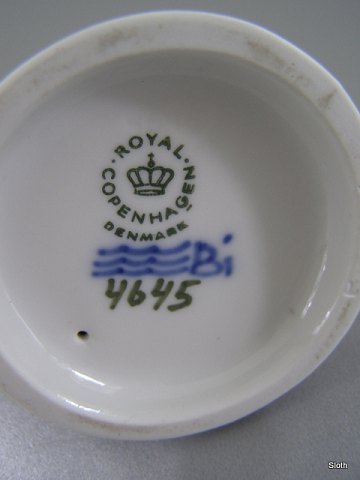 ROYAL
COPENHAGEN
DENMARK
Bi
4645
Sloth